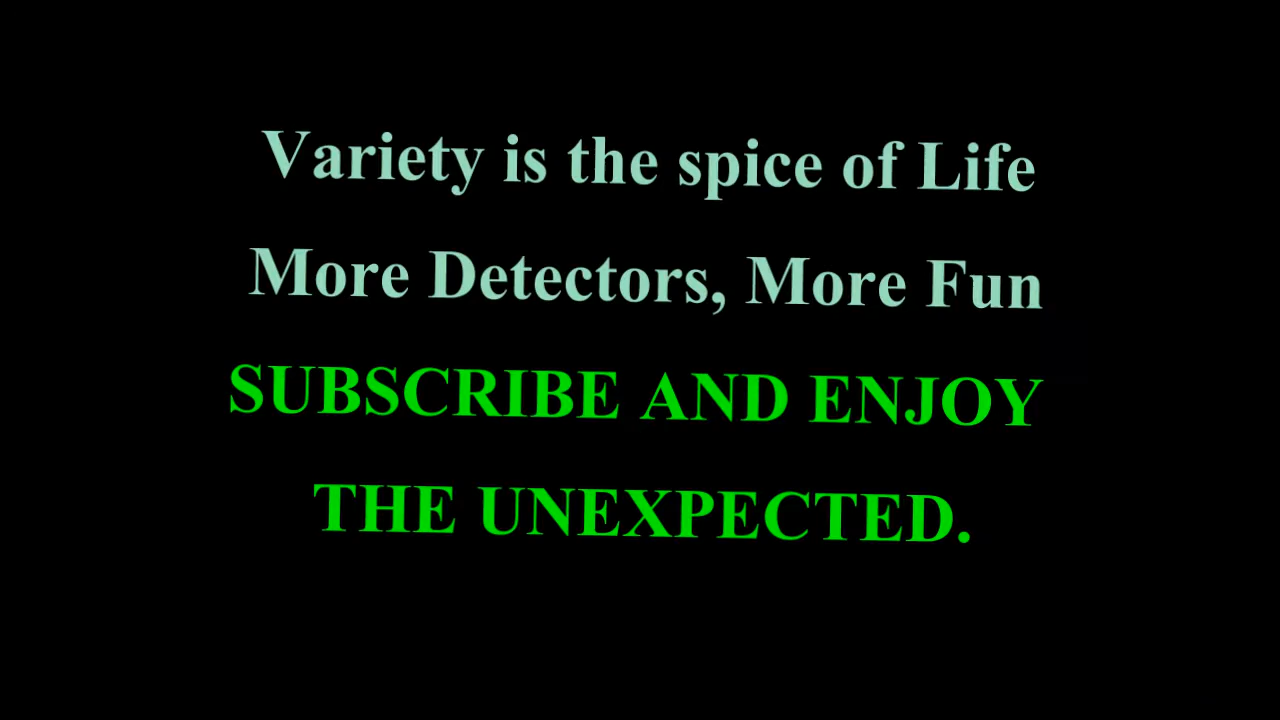 Variety is the spice of Life
More Detectors, More Fun
SUBSCRIBE AND ENJOY
THE UNEXPECTED.